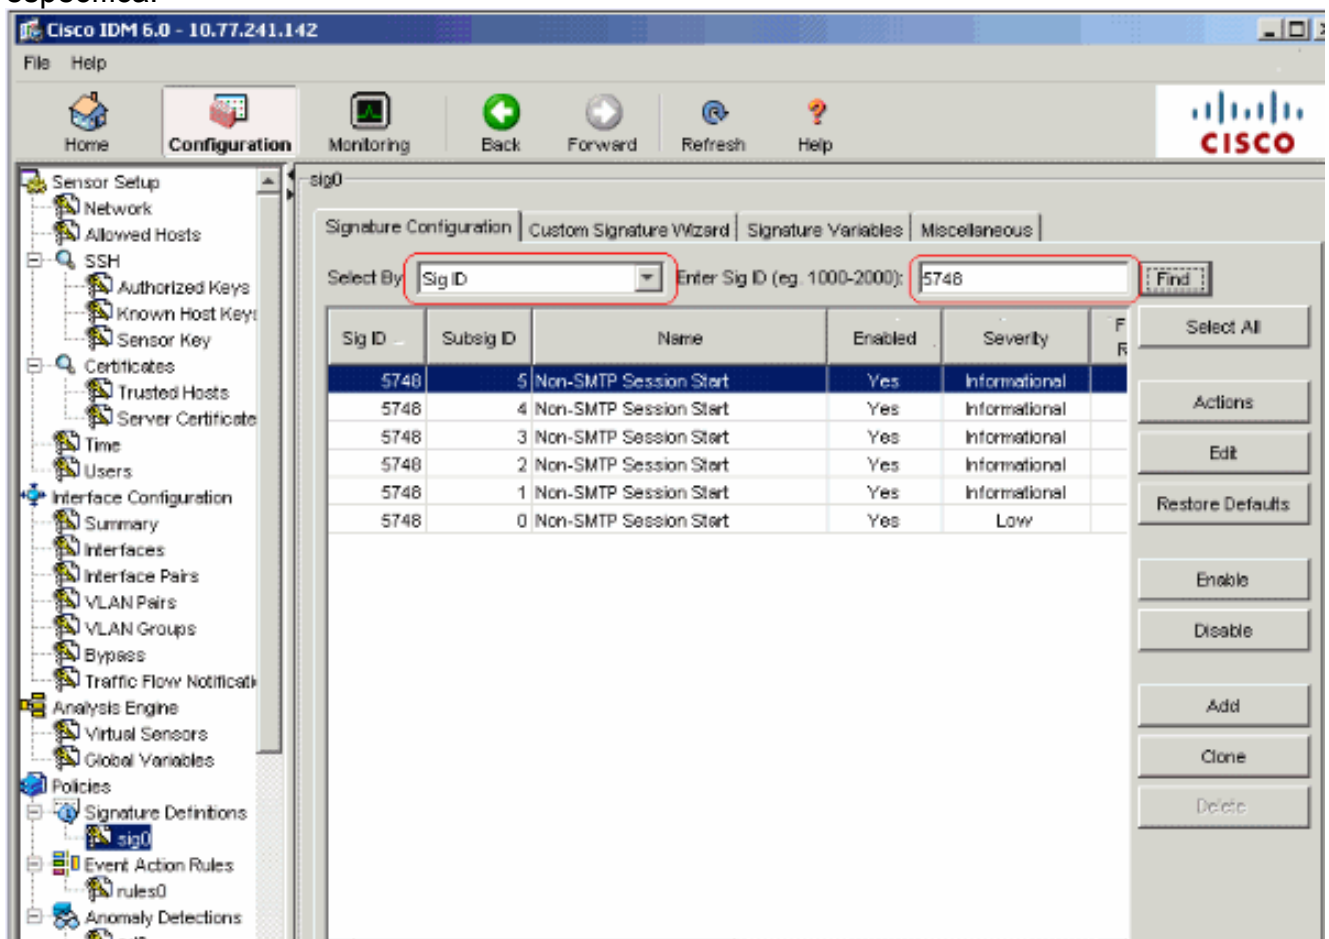 específica.
Cisco IDM 6.0 - 10.77.241.142
File Help
Home Configuration Monitoring Back Forward Refresh Help
CISCO
Sensor Setup
Network
Allowed Hosts
SSH
Authorized Keys
Known Host Key
Sensor Key
Certificates
Trusted Hosts
Server Certificate
Time
Users
Interface Configuration
Summary
Interfaces
Interface Pairs
VLAN Pairs
VLAN Groups
Bypass
Traffic Flow Notificati
Analysis Engine
Virtual Sensors
Global Variables
Policies
Signature Definitions
sig0
Event Action Rules
rules0
Anomaly Detections
sig0
Signature Configuration Custom Signature Wizard Signature Variables Miscellaneous
Select By: Sig ID Enter Sig ID (eg. 1000-2000): 5748 Find
Sig ID Subsig ID Name Enabled Severity F R
5748 5 Non-SMTP Session Start Yes Informational
5748 4 Non-SMTP Session Start Yes Informational
5748 3 Non-SMTP Session Start Yes Informational
5748 2 Non-SMTP Session Start Yes Informational
5748 1 Non-SMTP Session Start Yes Informational
5748 0 Non-SMTP Session Start Yes Low
Select All
Actions
Edit
Restore Defaults
Enable
Disable
Add
Clone
Delete